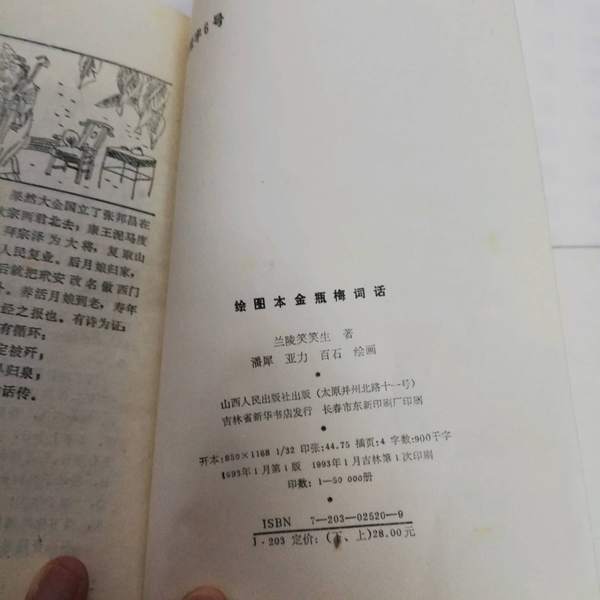 果然大金国立了张邦昌在
宗两君北去；康王泥马度
拜宗泽为大将，复取山
人民复业。后月娘归家，
后就把玳安改名做西门
养活月娘到老，寿年
经之报也。有诗为证：
有循环；
定被歼；
归泉；
话传。
字6号
绘图本金瓶梅词话
兰陵笑笑生 著
潘犀 亚力 百石 绘画
山西人民出版社出版 （太原并州北路十一号）
吉林省新华书店发行 长春市东新印刷厂印刷
开本:850×1168 1/32 印张:44.75 插页:4 字数:900千字
1993年1月第1版 1993年1月吉林第1次印刷
印数：1—50 000册
ISBN 7—203—02520—9
I·203 定价：（下、上）28.00元